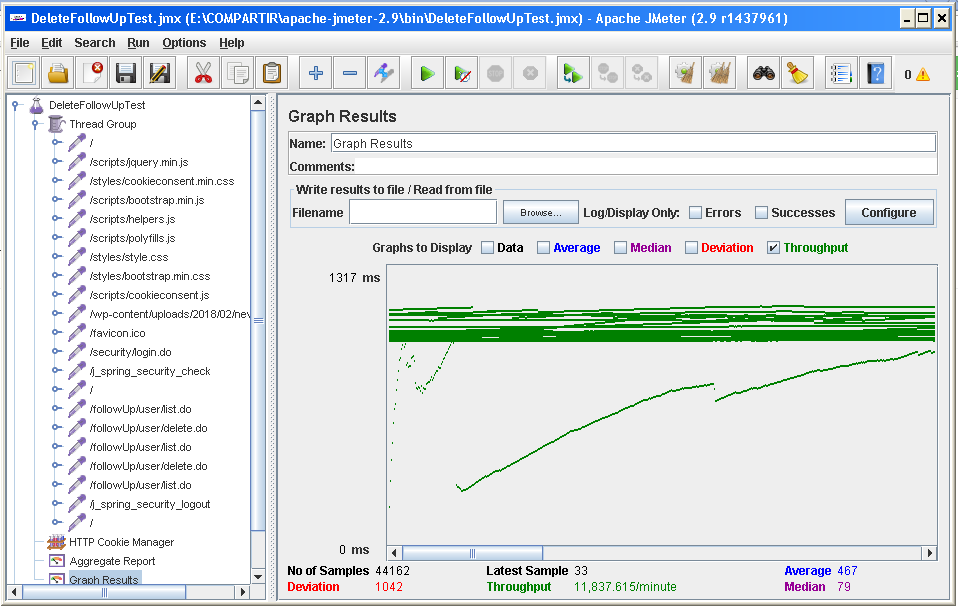 DeleteFollowUpTest.jmx (E:\COMPARTIR\apache-jmeter-2.9\bin\DeleteFollowUpTest.jmx) - Apache JMeter (2.9 r1437961)
File Edit Search Run Options Help
0
DeleteFollowUpTest
Thread Group
/
/scripts/jquery.min.js
/styles/cookieconsent.min.css
/scripts/bootstrap.min.js
/scripts/helpers.js
/scripts/polyfills.js
/styles/style.css
/styles/bootstrap.min.css
/scripts/cookieconsent.js
/wp-content/uploads/2018/02/nev
/favicon.ico
/security/login.do
/j_spring_security_check
/
/followUp/user/list.do
/followUp/user/delete.do
/followUp/user/list.do
/followUp/user/delete.do
/followUp/user/list.do
/j_spring_security_logout
/
HTTP Cookie Manager
Aggregate Report
Graph Results
Graph Results
Name: Graph Results
Comments:
Write results to file / Read from file
Filename Browse... Log/Display Only: Errors Successes Configure
Graphs to Display Data Average Median Deviation Throughput
1317 ms
0 ms
No of Samples 44162 Latest Sample 33 Average 467
Deviation 1042 Throughput 11,837.615/minute Median 79